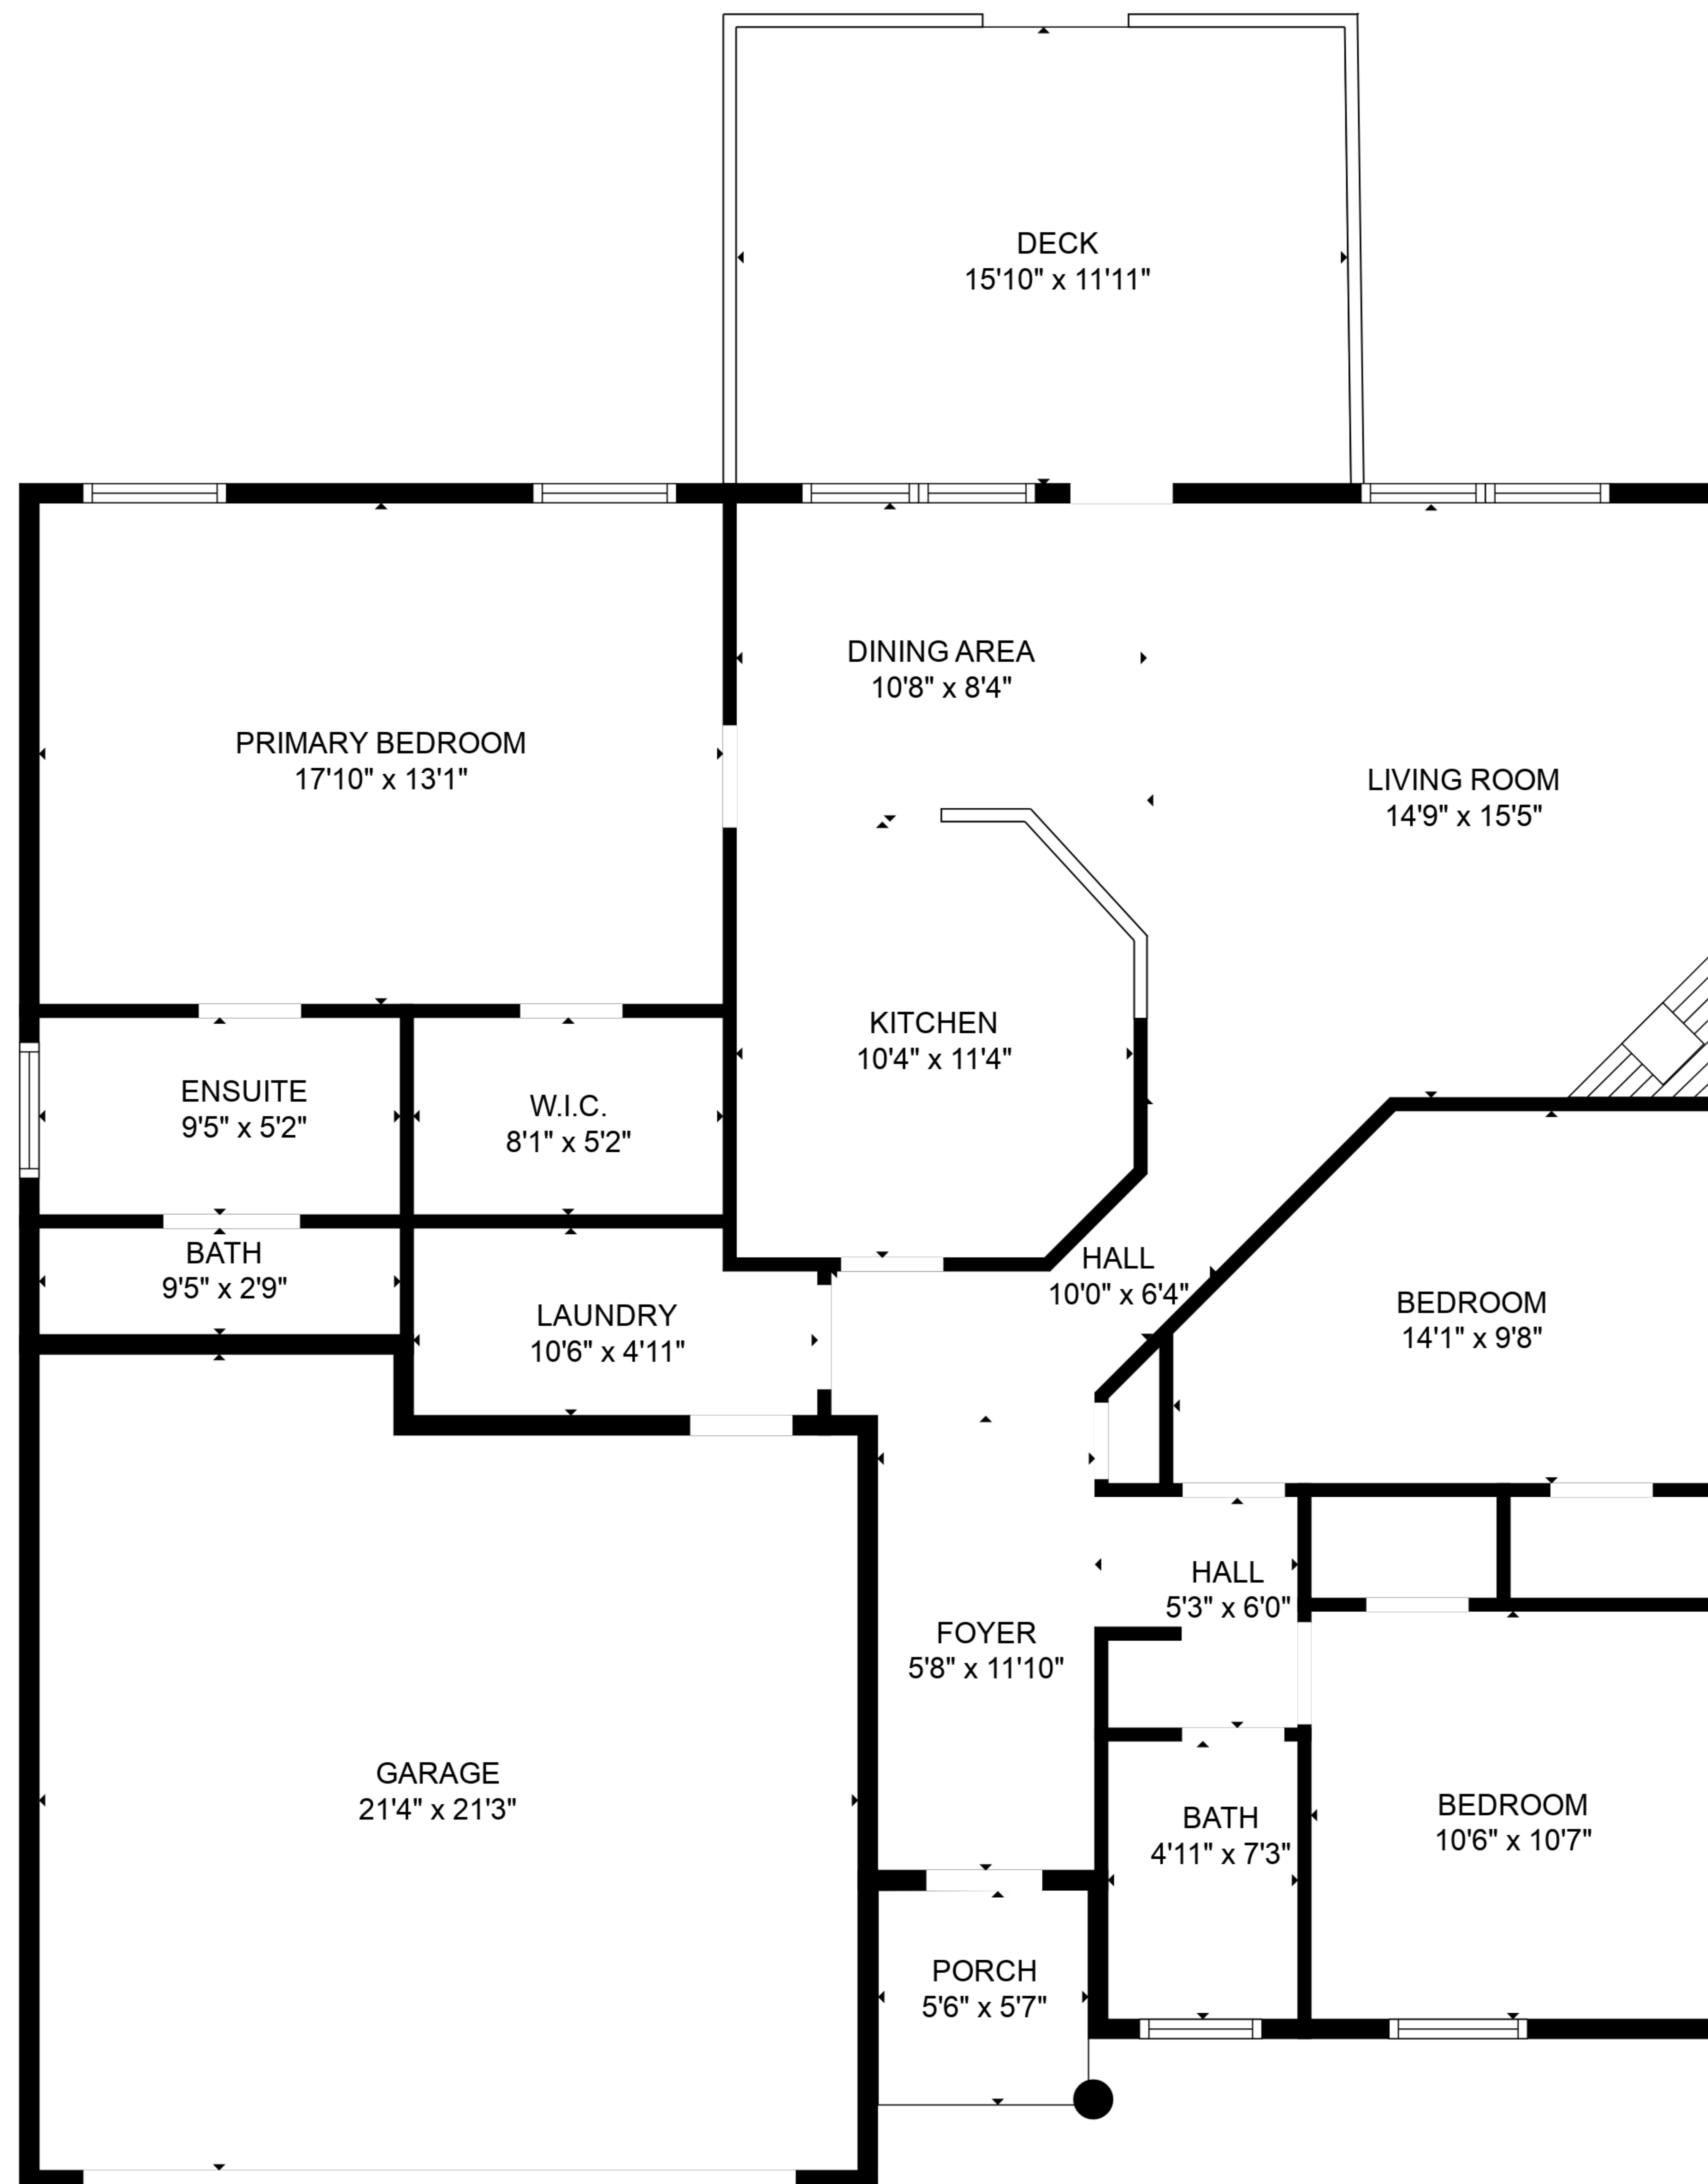 DECK
15'10" x 11'11"
DINING AREA
10'8" x 8'4"
PRIMARY BEDROOM
17'10" x 13'1"
LIVING ROOM
14'9" x 15'5"
KITCHEN
10'4" x 11'4"
ENSUITE
9'5" x 5'2"
W.I.C.
8'1" x 5'2"
BATH
9'5" x 2'9"
HALL
10'0" x 6'4"
LAUNDRY
10'6" x 4'11"
BEDROOM
14'1" x 9'8"
HALL
5'3" x 6'0"
FOYER
5'8" x 11'10"
GARAGE
21'4" x 21'3"
BATH
4'11" x 7'3"
BEDROOM
10'6" x 10'7"
PORCH
5'6" x 5'7"